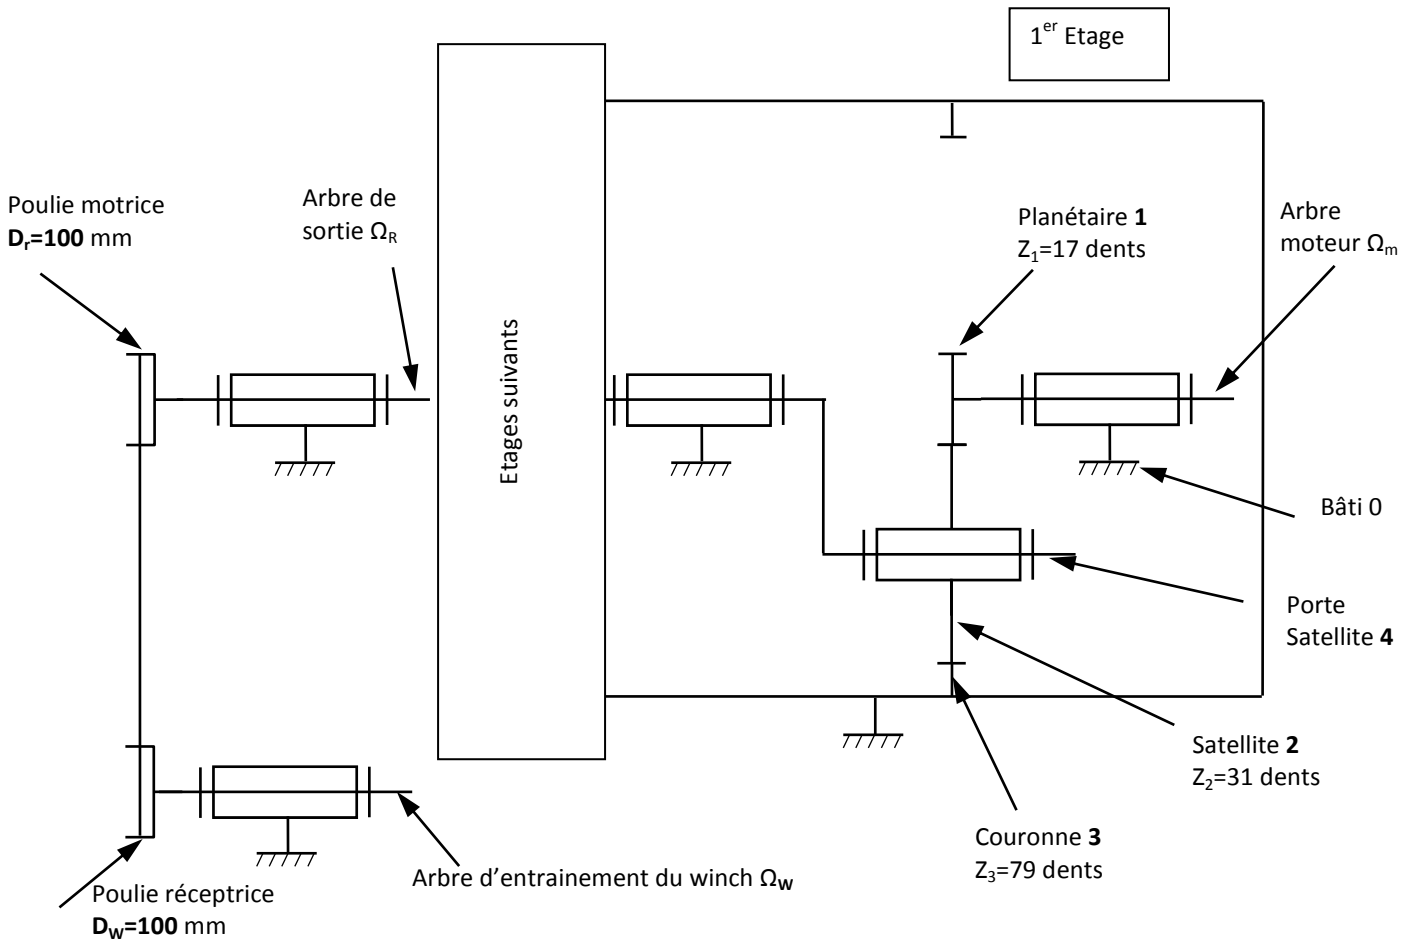 1er Etage
Poulie motrice
Dr=100 mm
Arbre de
sortie ΩR
Planétaire 1
Z1=17 dents
Arbre
moteur Ωm
Etages suivants
Bâti 0
Porte
Satellite 4
Satellite 2
Z2=31 dents
Couronne 3
Z3=79 dents
Arbre d’entrainement du winch ΩW
Poulie réceptrice
DW=100 mm